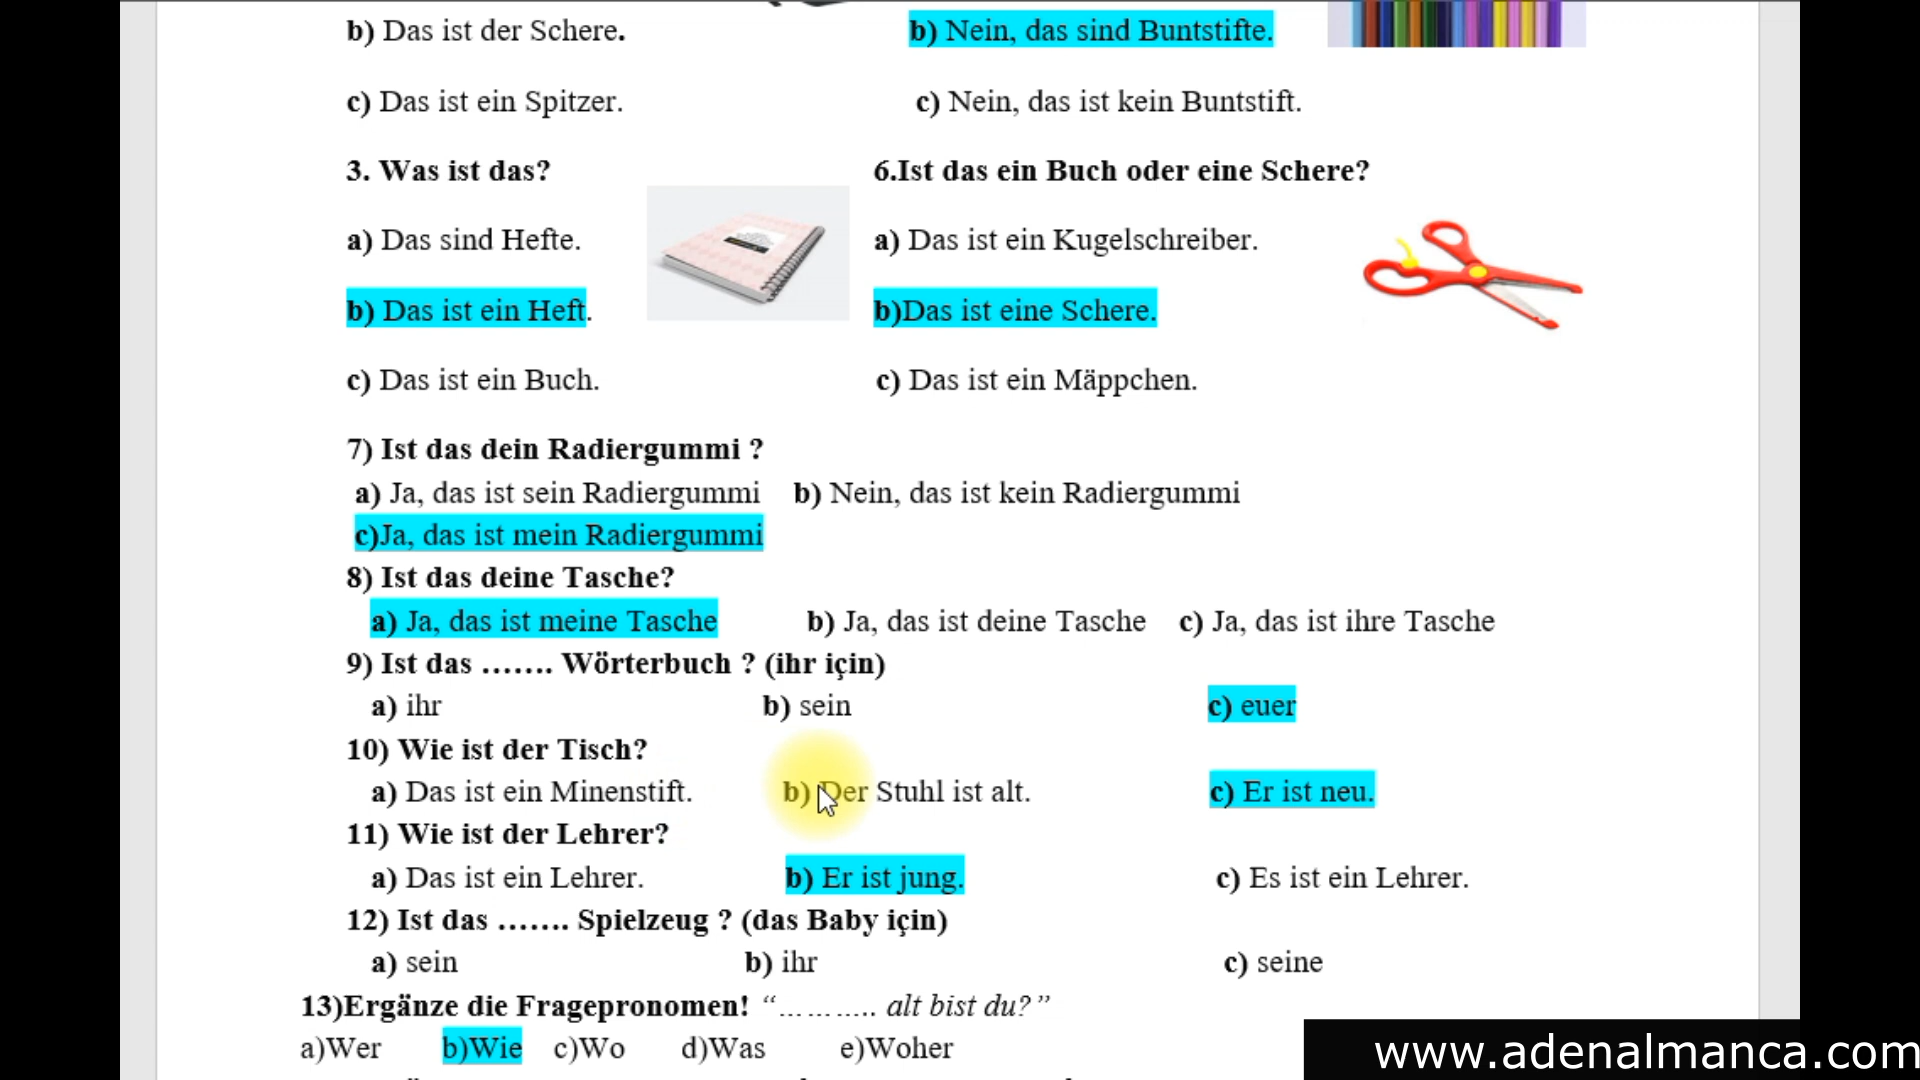 b) Das ist der Schere.
b) Nein, das sind Buntstifte.
c) Das ist ein Spitzer.
c) Nein, das ist kein Buntstift.
3. Was ist das?
a) Das sind Hefte.
b) Das ist ein Heft.
c) Das ist ein Buch.
6.Ist das ein Buch oder eine Schere?
a) Das ist ein Kugelschreiber.
b)Das ist eine Schere.
c) Das ist ein Mäppchen.
7) Ist das dein Radiergummi ?
a) Ja, das ist sein Radiergummi b) Nein, das ist kein Radiergummi
c)Ja, das ist mein Radiergummi
8) Ist das deine Tasche?
a) Ja, das ist meine Tasche b) Ja, das ist deine Tasche c) Ja, das ist ihre Tasche
9) Ist das ……. Wörterbuch ? (ihr için)
a) ihr b) sein c) euer
10) Wie ist der Tisch?
a) Das ist ein Minenstift. b) Der Stuhl ist alt. c) Er ist neu.
11) Wie ist der Lehrer?
a) Das ist ein Lehrer. b) Er ist jung. c) Es ist ein Lehrer.
12) Ist das ……. Spielzeug ? (das Baby için)
a) sein b) ihr c) seine
13)Ergänze die Fragepronomen! “……….. alt bist du?”
a)Wer b)Wie c)Wo d)Was e)Woher
www.adenalmanca.com